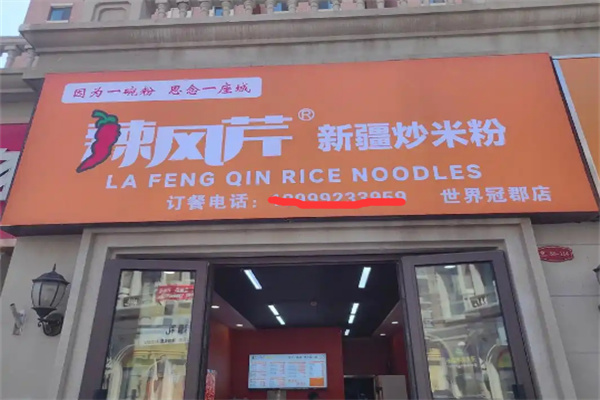 因为一碗粉 思念一座城
辣风芹®新疆炒米粉
LA FENG QIN RICE NOODLES
订餐电话: 世界冠郡店